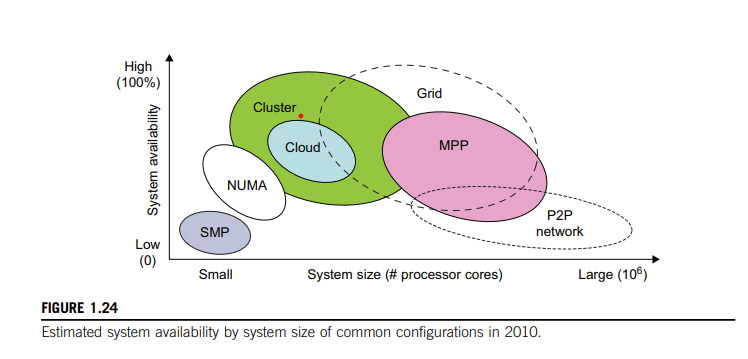 High
(100%)
System availability
Low
(0)
Cluster
Cloud
Grid
MPP
NUMA
SMP
P2P
network
Small
System size (# processor cores)
Large (10⁶)
FIGURE 1.24
Estimated system availability by system size of common configurations in 2010.